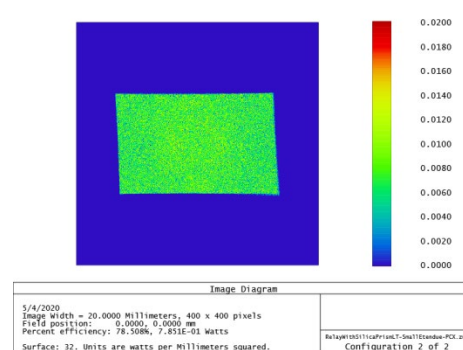 0.0200
0.0180
0.0160
0.0140
0.0120
0.0100
0.0080
0.0060
0.0040
0.0020
0.0000
Image Diagram
5/4/2020
Image Width = 20.0000 Millimeters, 400 x 400 pixels
Field position: 0.0000, 0.0000 mm
Percent efficiency: 78.508%, 7.851E-01 Watts
Surface: 32. Units are watts per Millimeters squared.
RelayWithSilicaPrismLT-SmallEtendue-PCX.z
Configuration 2 of 2